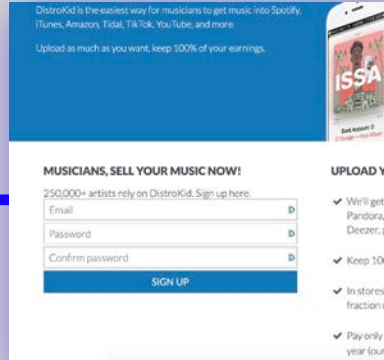 DistroKid is the easiest way for musicians to get music into Spotify,
iTunes, Amazon, Tidal, TikTok, YouTube, and more.
Upload as much as you want, keep 100% of your earnings.
ISSA
Bank Account
MUSICIANS, SELL YOUR MUSIC NOW!
250,000+ artists rely on DistroKid. Sign up here.
Email
Password
Confirm password
SIGN UP
UPLOAD Y
✔ We'll get
Pandora,
Deezer,
✔ Keep 10
✔ In stores
fraction
✔ Pay only
year (our